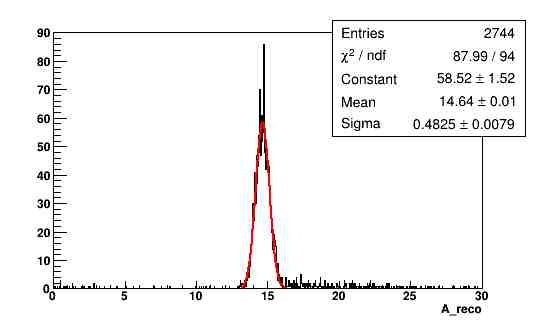 Entries 2744
χ² / ndf 87.99 / 94
Constant 58.52 ± 1.52
Mean 14.64 ± 0.01
Sigma 0.4825 ± 0.0079
90
80
70
60
50
40
30
20
10
0
0 5 10 15 20 25 30
A_reco